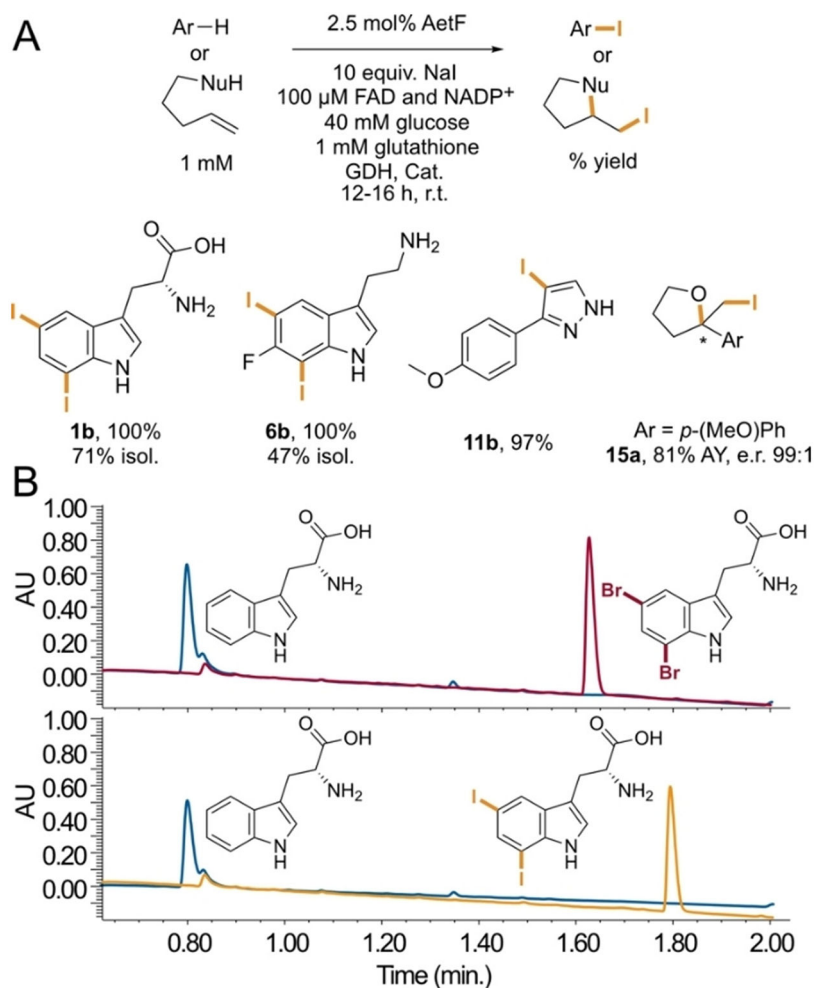 A
Ar–H
or
NuH
1 mM
2.5 mol% AetF
10 equiv. NaI
100 µM FAD and NADP⁺
40 mM glucose
1 mM glutathione
GDH, Cat.
12-16 h, r.t.
Ar–I
or
Nu
I
% yield
O
OH
NH₂
I
N
H
I
1b, 100%
71% isol.
NH₂
I
F
N
H
I
6b, 100%
47% isol.
I
NH
N
O
11b, 97%
O
I
*
Ar
Ar = p-(MeO)Ph
15a, 81% AY, e.r. 99:1
B
AU
1.00
0.80
0.60
0.40
0.20
0.00
O
OH
NH₂
N
H
O
OH
NH₂
Br
N
H
Br
AU
1.00
0.80
0.60
0.40
0.20
0.00
O
OH
NH₂
N
H
O
OH
NH₂
I
N
H
I
0.80 1.00 1.20 1.40 1.60 1.80 2.00
Time (min.)